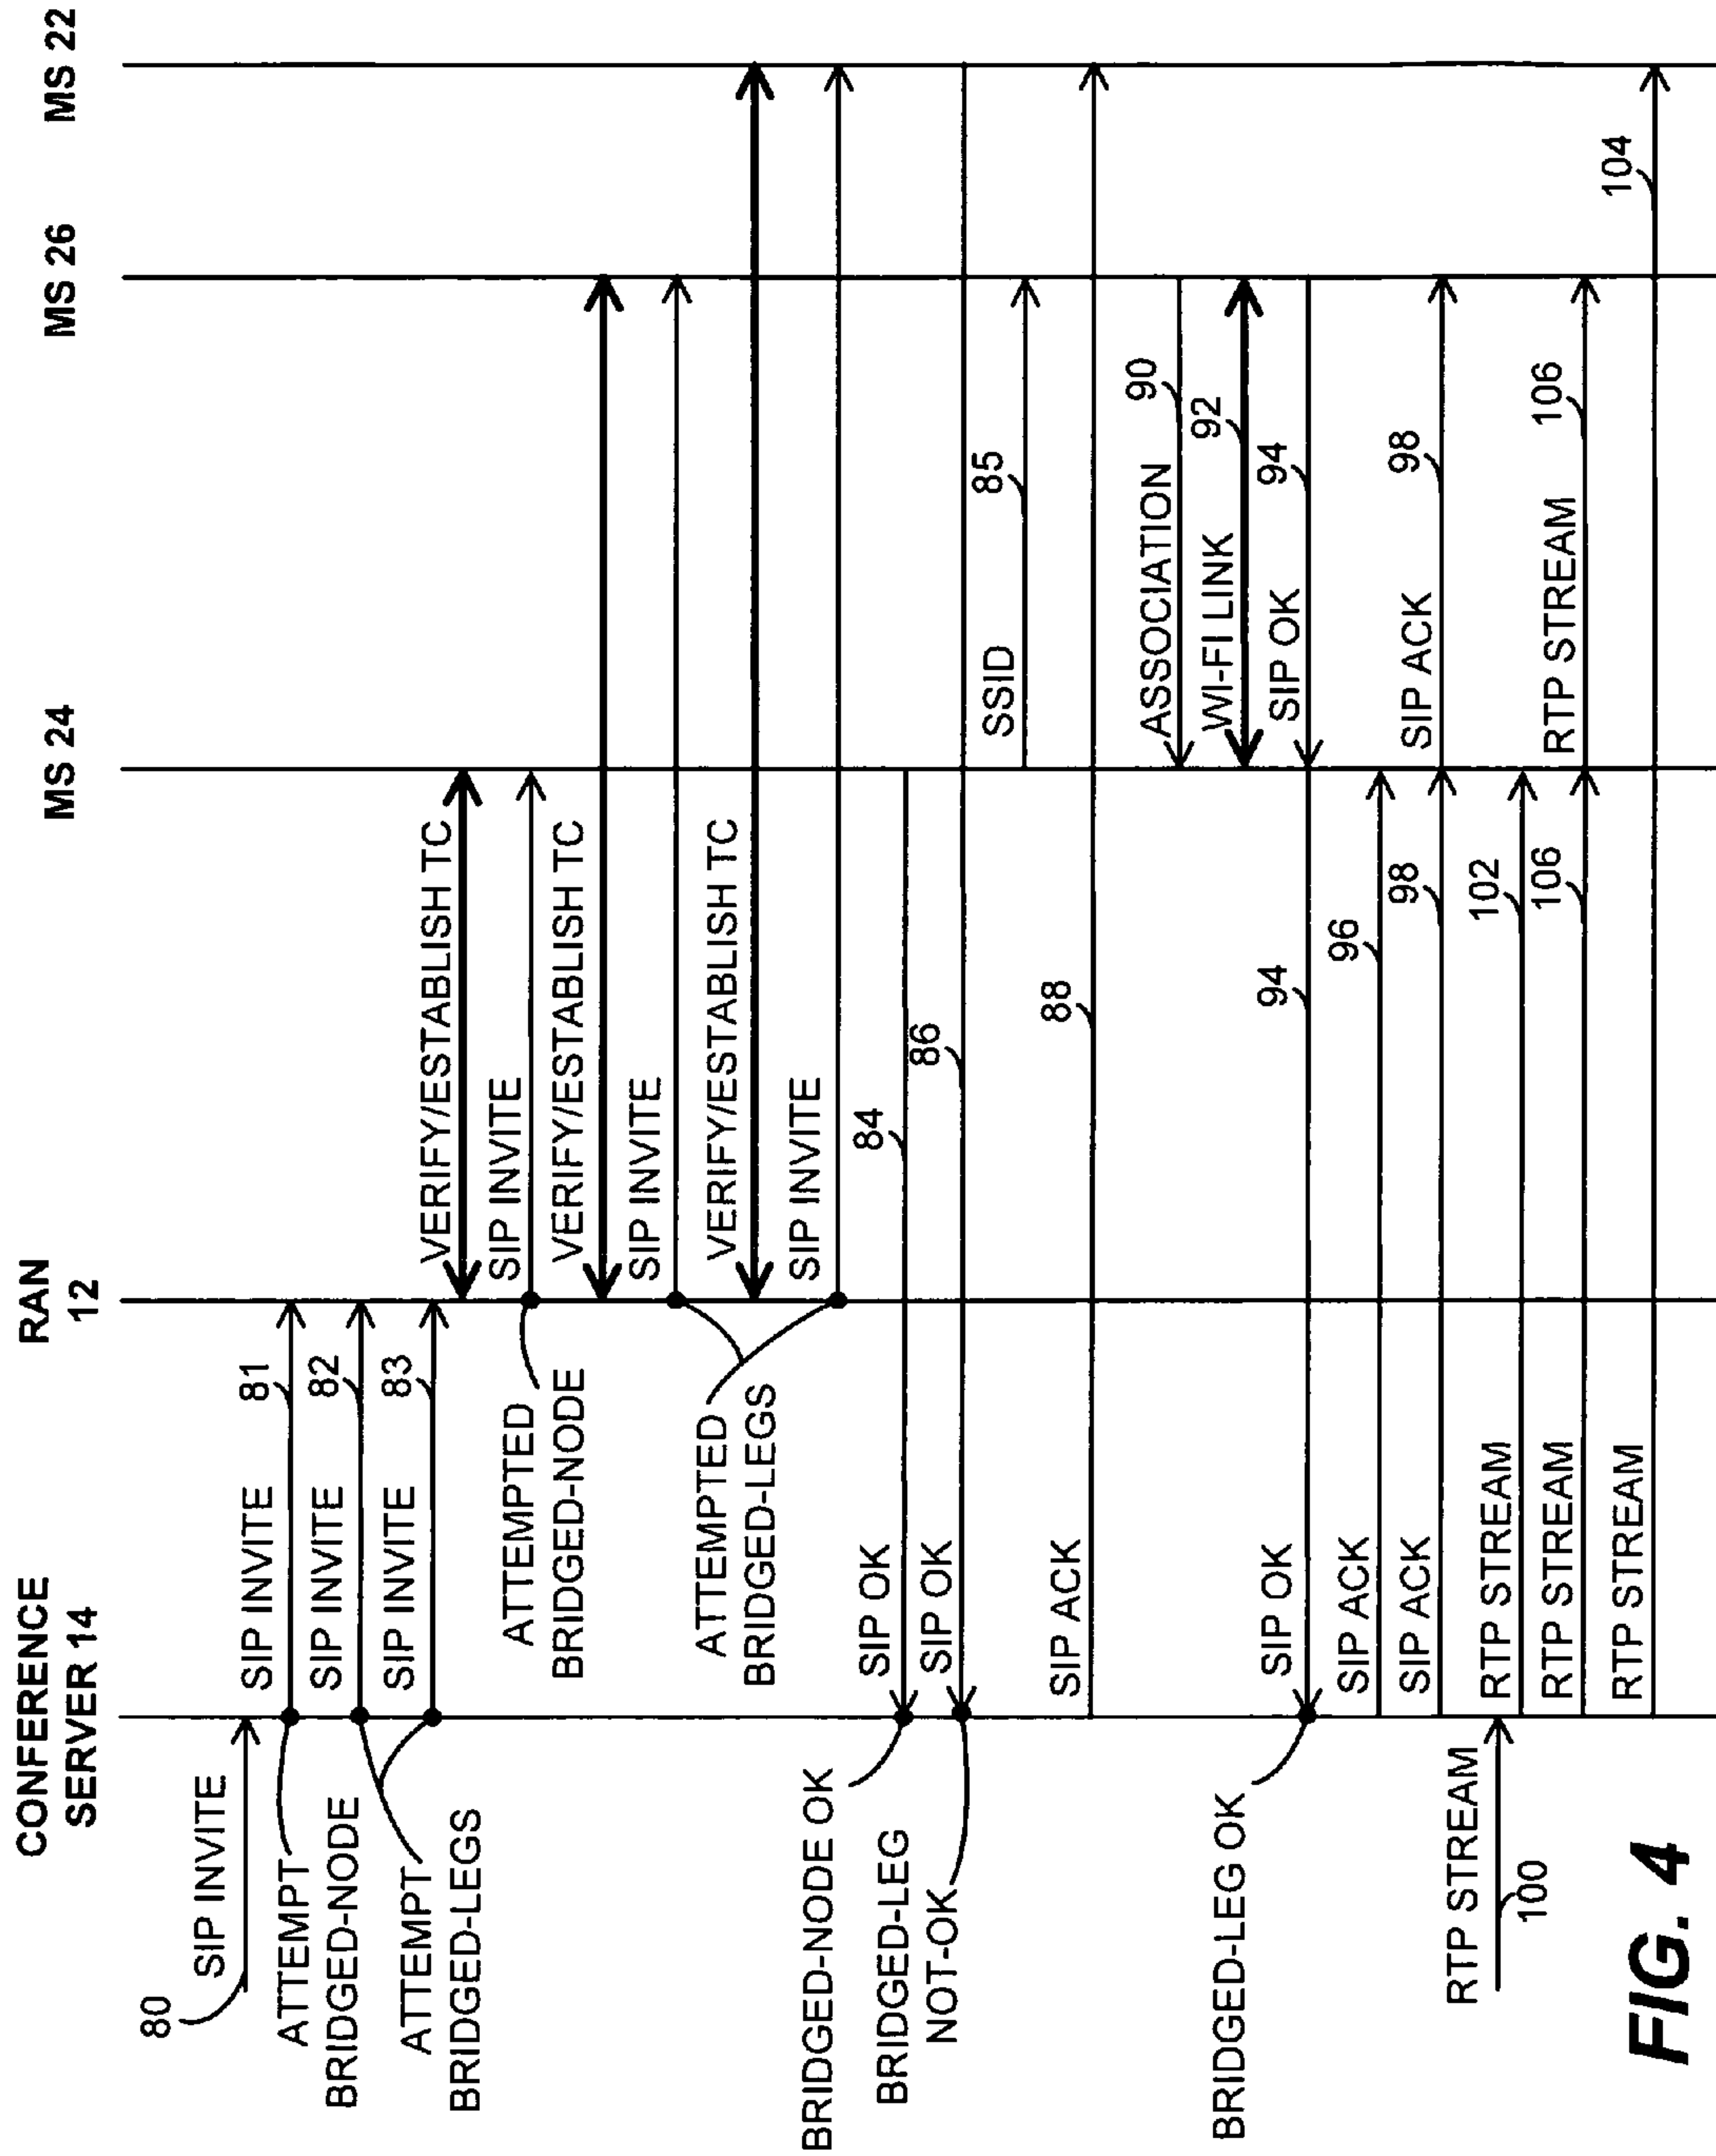 CONFERENCE
SERVER 14
RAN
12
MS 24
MS 26
MS 22
80
SIP INVITE
ATTEMPT
BRIDGED-NODE
SIP INVITE
81
SIP INVITE
82
ATTEMPT
BRIDGED-LEGS
SIP INVITE
83
VERIFY/ESTABLISH TC
SIP INVITE
ATTEMPTED
BRIDGED-NODE
VERIFY/ESTABLISH TC
SIP INVITE
ATTEMPTED
BRIDGED-LEGS
VERIFY/ESTABLISH TC
SIP INVITE
BRIDGED-NODE OK
SIP OK
84
BRIDGED-LEG
NOT-OK
SIP OK
86
SSID
85
SIP ACK
88
ASSOCIATION
90
WI-FI LINK
92
BRIDGED-LEG OK
SIP OK
94
SIP OK
94
SIP ACK
96
SIP ACK
98
SIP ACK
98
RTP STREAM
100
RTP STREAM
102
RTP STREAM
106
RTP STREAM
106
RTP STREAM
104
FIG. 4